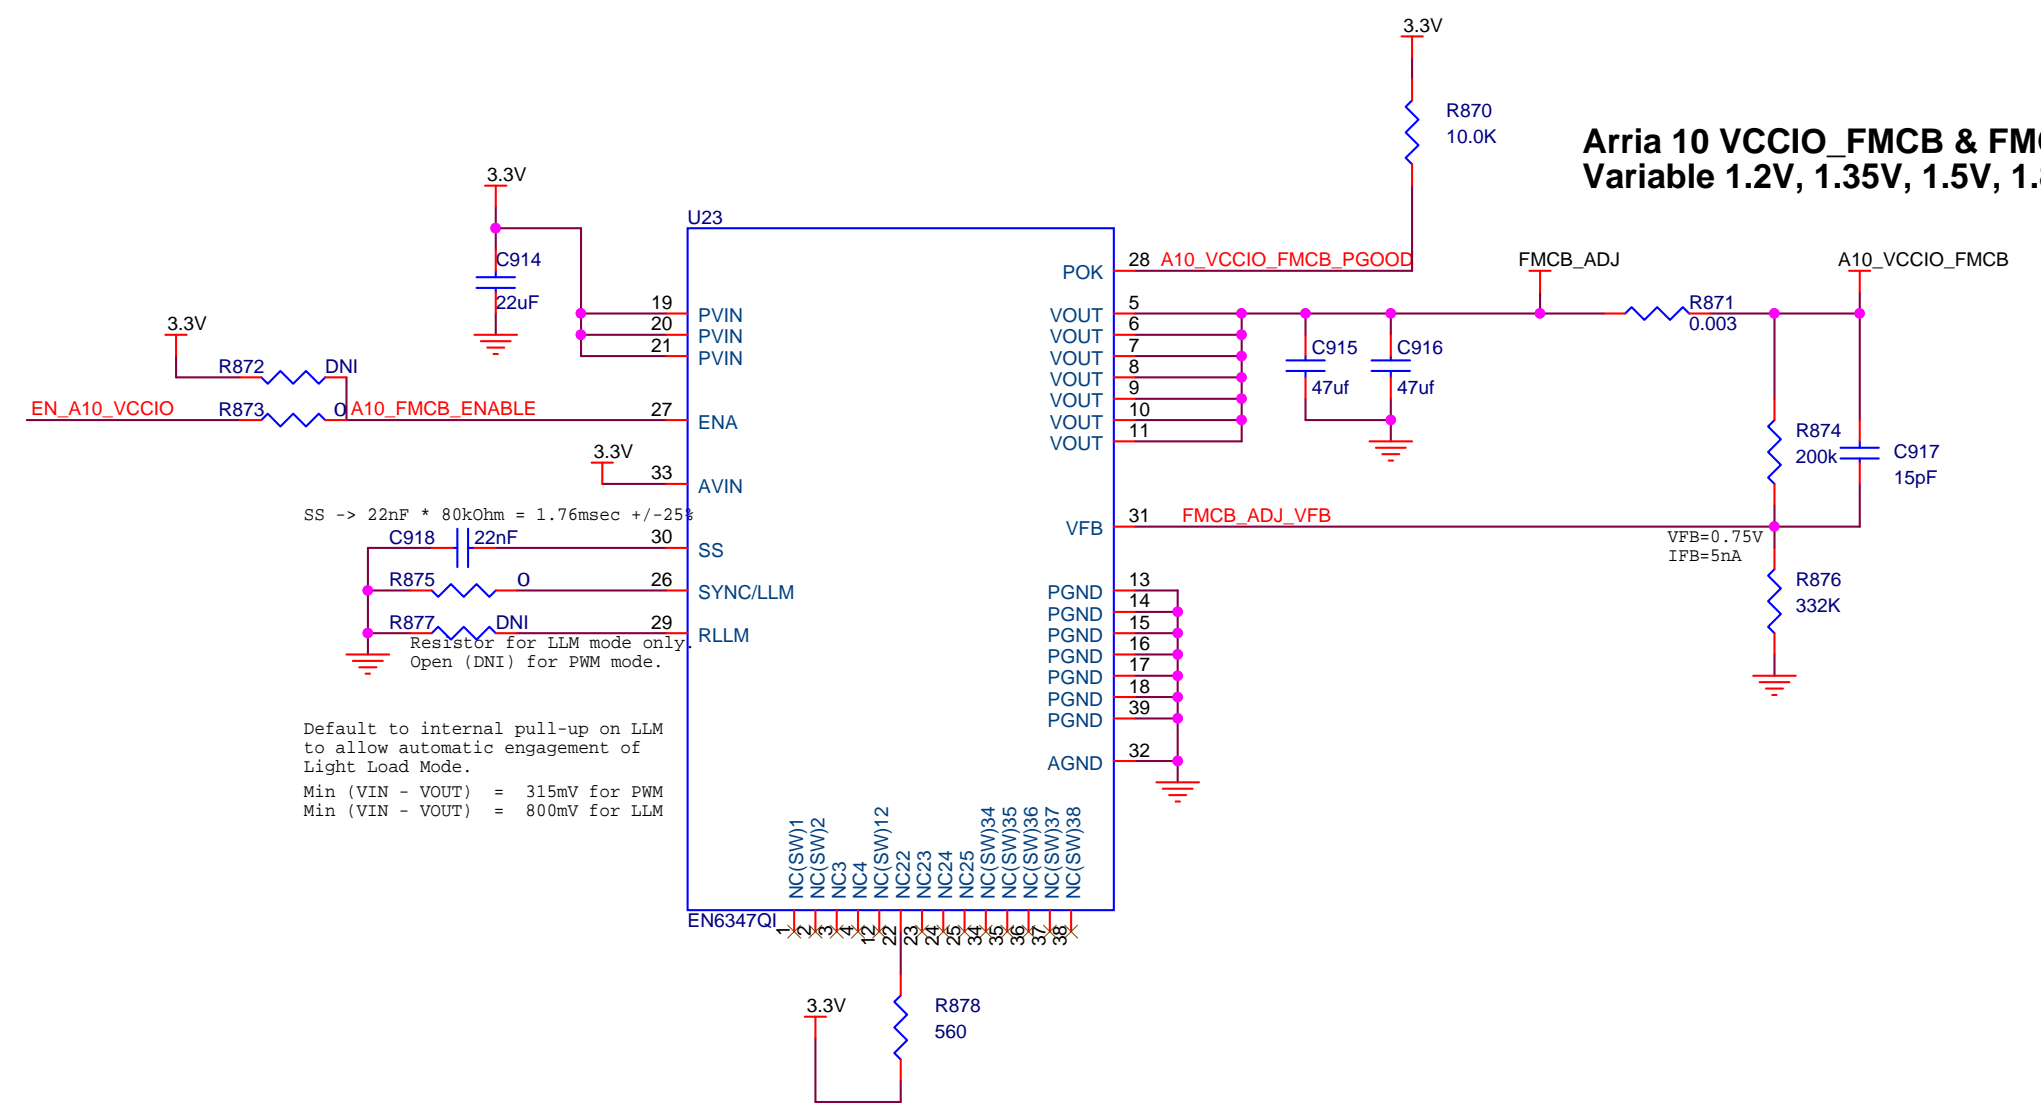 3.3V
R870
10.0K
Arria 10 VCCIO_FMCB & FM
Variable 1.2V, 1.35V, 1.5V, 1.
3.3V
C914
22uF
U23
19 PVIN
20 PVIN
21 PVIN
3.3V
R872 DNI
EN_A10_VCCIO R873 0 A10_FMCB_ENABLE 27 ENA
3.3V
33 AVIN
SS -> 22nF * 80kOhm = 1.76msec +/-25%
C918 22nF 30 SS
R875 0 26 SYNC/LLM
R877 DNI 29 RLLM
Resistor for LLM mode only.
Open (DNI) for PWM mode.
Default to internal pull-up on LLM
to allow automatic engagement of
Light Load Mode.
Min (VIN - VOUT) = 315mV for PWM
Min (VIN - VOUT) = 800mV for LLM
POK 28 A10_VCCIO_FMCB_PGOOD
VOUT 5
VOUT 6
VOUT 7
VOUT 8
VOUT 9
VOUT 10
VOUT 11
FMCB_ADJ
A10_VCCIO_FMCB
R871
0.003
C915
47uf
C916
47uf
R874
200k
C917
15pF
VFB 31 FMCB_ADJ_VFB
VFB=0.75V
IFB=5nA
R876
332K
PGND 13
PGND 14
PGND 15
PGND 16
PGND 17
PGND 18
PGND 39
AGND 32
NC(SW)1
NC(SW)2
NC3
NC4
NC(SW)12
NC22
NC23
NC24
NC25
NC(SW)34
NC(SW)35
NC(SW)36
NC(SW)37
NC(SW)38
EN6347QI
1
2
3
4
12
22
23
24
25
34
35
36
37
38
3.3V
R878
560